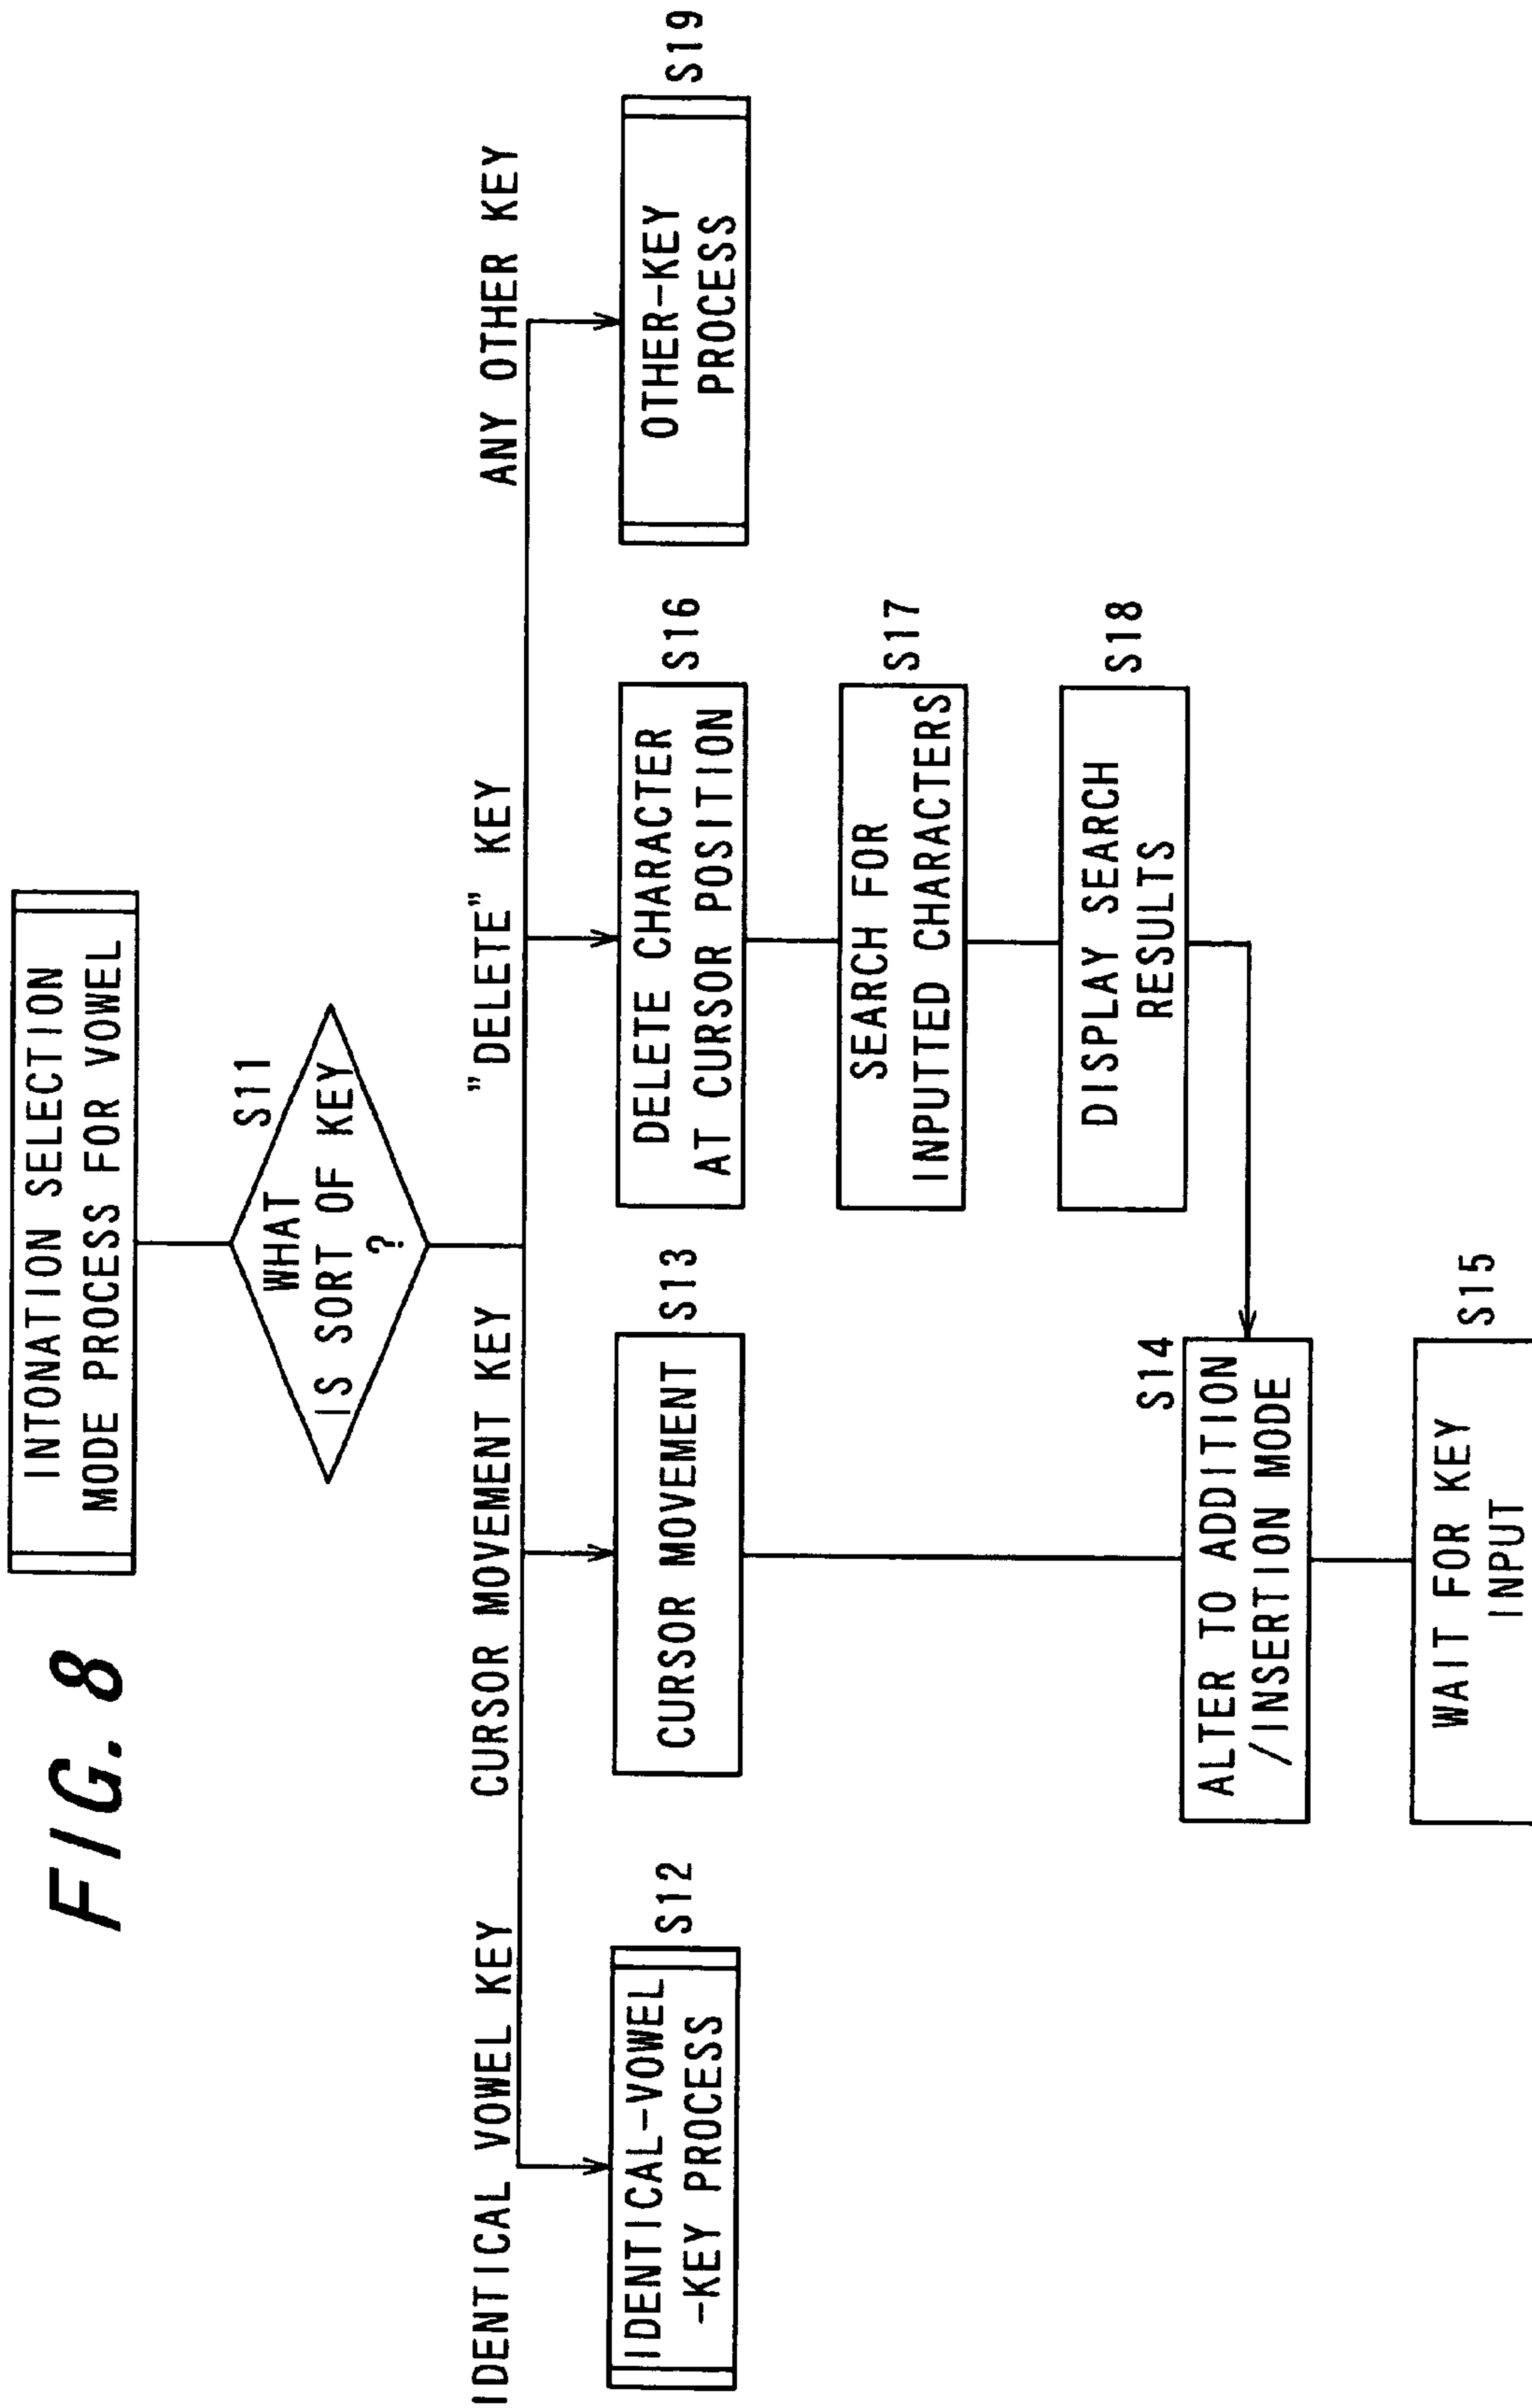 FIG. 8
INTONATION SELECTION
MODE PROCESS FOR VOWEL
S11
WHAT
IS SORT OF KEY
?
IDENTICAL VOWEL KEY
CURSOR MOVEMENT KEY
"DELETE" KEY
ANY OTHER KEY
S12
IDENTICAL-VOWEL
-KEY PROCESS
S13
CURSOR MOVEMENT
S16
DELETE CHARACTER
AT CURSOR POSITION
S19
OTHER-KEY
PROCESS
S17
SEARCH FOR
INPUTTED CHARACTERS
S18
DISPLAY SEARCH
RESULTS
S14
ALTER TO ADDITION
/INSERTION MODE
S15
WAIT FOR KEY
INPUT